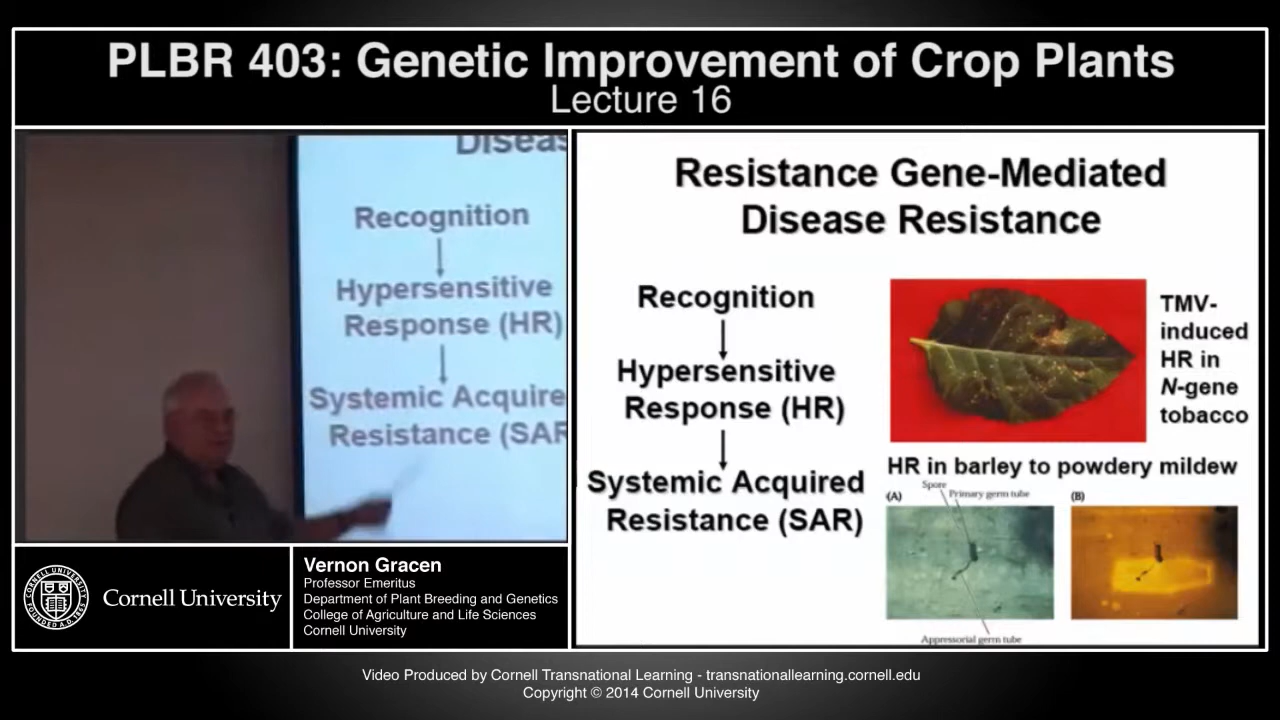 PLBR 403: Genetic Improvement of Crop Plants
Lecture 16
Diseas
Recognition
Hypersensitive
Response (HR)
Systemic Acquire
Resistance (SAR
Resistance Gene-Mediated
Disease Resistance
Recognition
Hypersensitive
Response (HR)
Systemic Acquired
Resistance (SAR)
TMV-
induced
HR in
N-gene
tobacco
HR in barley to powdery mildew
Spore
(A)
Primary germ tube
(B)
Appressorial germ tube
Cornell University
Vernon Gracen
Professor Emeritus
Department of Plant Breeding and Genetics
College of Agriculture and Life Sciences
Cornell University
Video Produced by Cornell Transnational Learning - transnationallearning.cornell.edu
Copyright © 2014 Cornell University